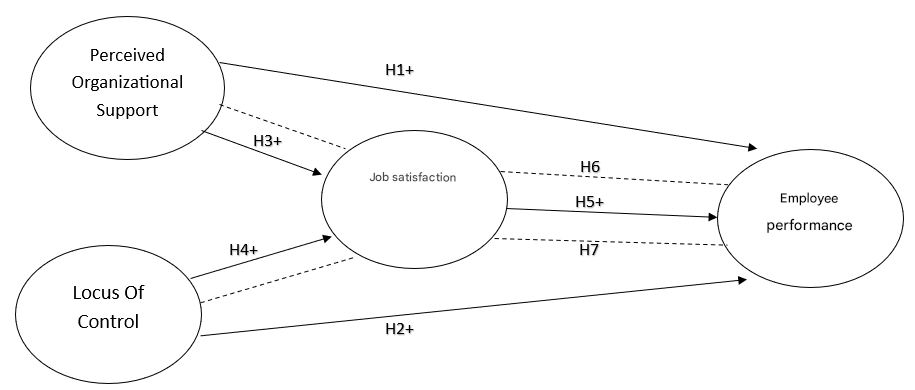 Perceived
Organizational
Support
H1+
H3+
Job satisfaction
H6
H5+
H7
Employee
performance
H4+
Locus Of
Control
H2+